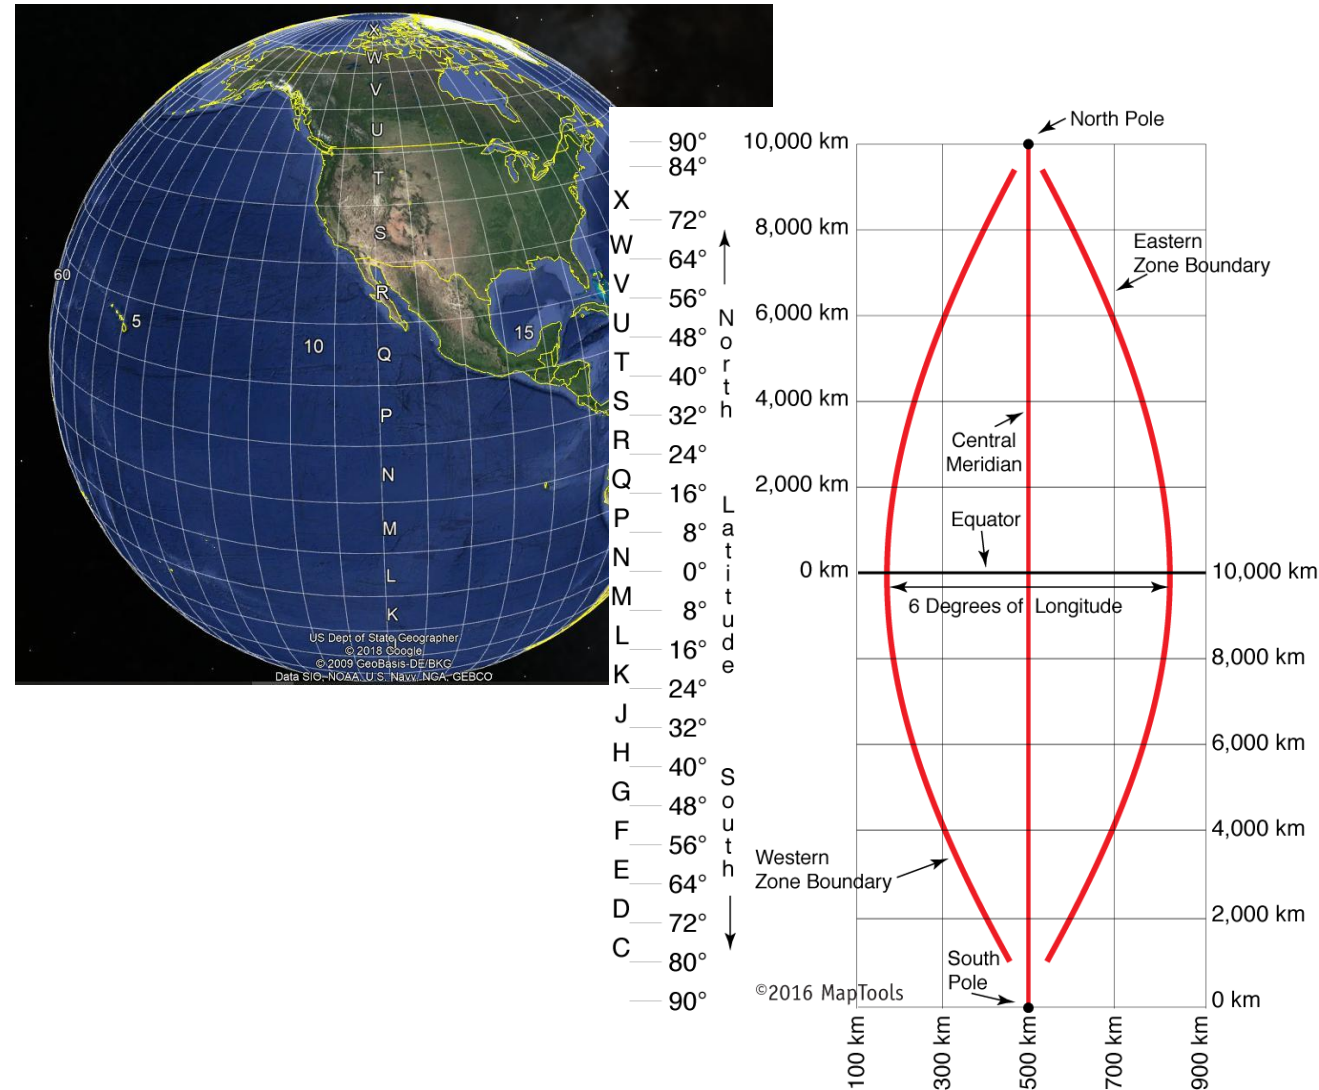 X
W
V
U
T
S
R
Q
P
N
M
L
K
60
5
10
15
US Dept of State Geographer
© 2018 Google
© 2009 GeoBasis-DE/BKG
Data SIO, NOAA, U.S. Navy, NGA, GEBCO
90°
84°
X
72°
W
64°
V
56°
U
48°
T
40°
S
32°
R
24°
Q
16°
P
8°
N
0°
M
8°
L
16°
K
24°
J
32°
H
40°
G
48°
F
56°
E
64°
D
72°
C
80°
90°
North
Latitude
South
North Pole
10,000 km
8,000 km
Eastern
Zone Boundary
6,000 km
4,000 km
Central
Meridian
2,000 km
Equator
0 km
10,000 km
6 Degrees of Longitude
8,000 km
6,000 km
4,000 km
Western
Zone Boundary
2,000 km
South
Pole
0 km
©2016 MapTools
100 km
300 km
500 km
700 km
900 km